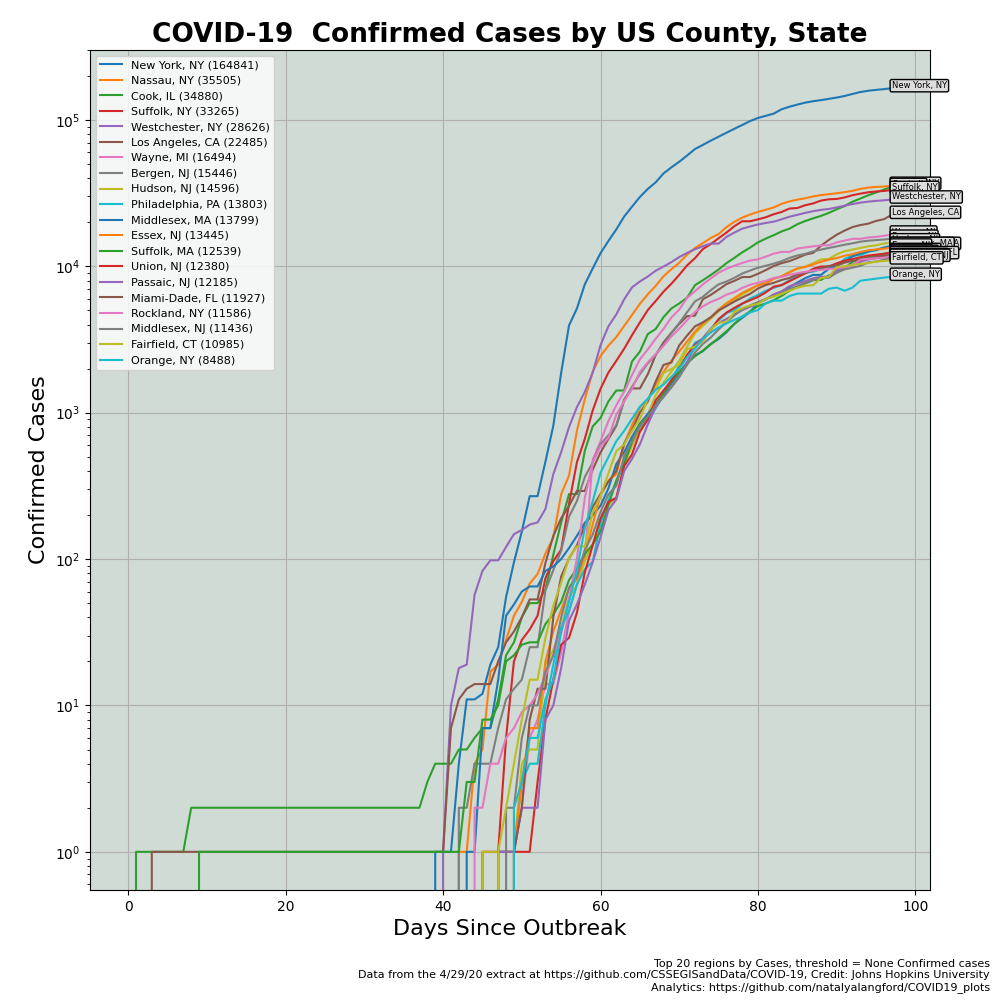 COVID-19  Confirmed Cases by US County, State
New York, NY (164841)
Nassau, NY (35505)
Cook, IL (34880)
Suffolk, NY (33265)
Westchester, NY (28626)
Los Angeles, CA (22485)
Wayne, MI (16494)
Bergen, NJ (15446)
Hudson, NJ (14596)
Philadelphia, PA (13803)
Middlesex, MA (13799)
Essex, NJ (13445)
Suffolk, MA (12539)
Union, NJ (12380)
Passaic, NJ (12185)
Miami-Dade, FL (11927)
Rockland, NY (11586)
Middlesex, NJ (11436)
Fairfield, CT (10985)
Orange, NY (8488)
New York, NY
Suffolk, NY
Westchester, NY
Los Angeles, CA
Fairfield, CT
Orange, NY
Confirmed Cases
10^5
10^4
10^3
10^2
10^1
10^0
0 20 40 60 80 100
Days Since Outbreak
Top 20 regions by Cases, threshold = None Confirmed cases
Data from the 4/29/20 extract at https://github.com/CSSEGISandData/COVID-19, Credit: Johns Hopkins University
Analytics: https://github.com/natalyalangford/COVID19_plots